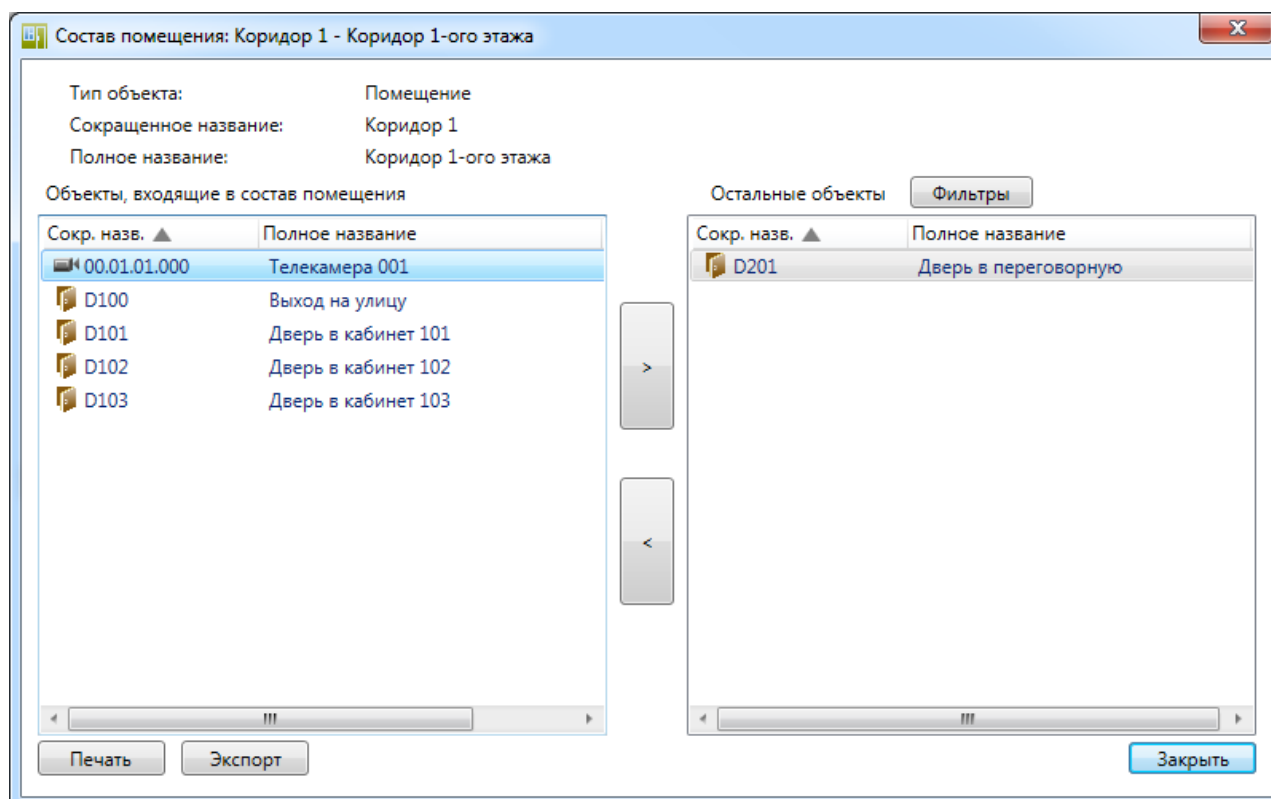 Состав помещения: Коридор 1 - Коридор 1-ого этажа
Тип объекта: Помещение
Сокращенное название: Коридор 1
Полное название: Коридор 1-ого этажа
Объекты, входящие в состав помещения
Остальные объекты Фильтры
Сокр. назв. Полное название
00.01.01.000 Телекамера 001
D100 Выход на улицу
D101 Дверь в кабинет 101
D102 Дверь в кабинет 102
D103 Дверь в кабинет 103
>
<
Сокр. назв. Полное название
D201 Дверь в переговорную
Печать Экспорт
Закрыть